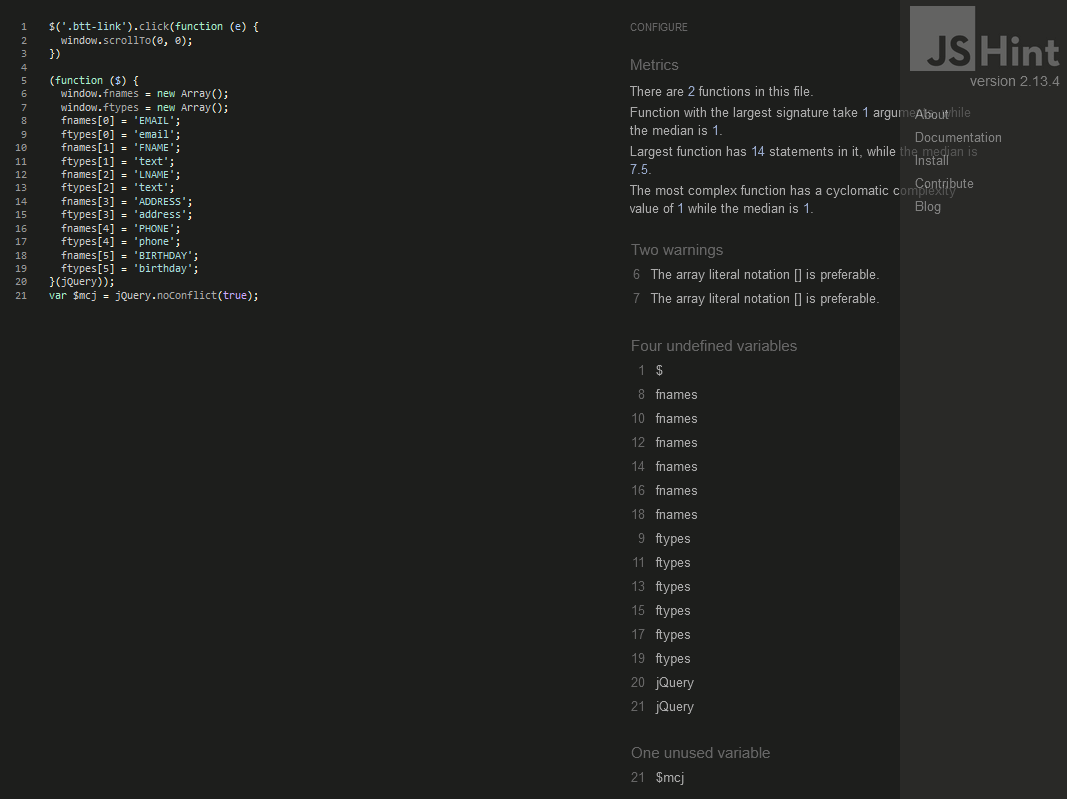 1 $('.btt-link').click(function (e) {
2 window.scrollTo(0, 0);
3 })
4
5 (function ($) {
6 window.fnames = new Array();
7 window.ftypes = new Array();
8 fnames[0] = 'EMAIL';
9 ftypes[0] = 'email';
10 fnames[1] = 'FNAME';
11 ftypes[1] = 'text';
12 fnames[2] = 'LNAME';
13 ftypes[2] = 'text';
14 fnames[3] = 'ADDRESS';
15 ftypes[3] = 'address';
16 fnames[4] = 'PHONE';
17 ftypes[4] = 'phone';
18 fnames[5] = 'BIRTHDAY';
19 ftypes[5] = 'birthday';
20 }(jQuery));
21 var $mcj = jQuery.noConflict(true);
CONFIGURE
Metrics
There are 2 functions in this file.
Function with the largest signature take 1 arguments, while
the median is 1.
Largest function has 14 statements in it, while the median is
7.5.
The most complex function has a cyclomatic complexity
value of 1 while the median is 1.
Two warnings
6 The array literal notation [] is preferable.
7 The array literal notation [] is preferable.
Four undefined variables
1 $
8 fnames
10 fnames
12 fnames
14 fnames
16 fnames
18 fnames
9 ftypes
11 ftypes
13 ftypes
15 ftypes
17 ftypes
19 ftypes
20 jQuery
21 jQuery
One unused variable
21 $mcj
JSHint
version 2.13.4
About
Documentation
Install
Contribute
Blog